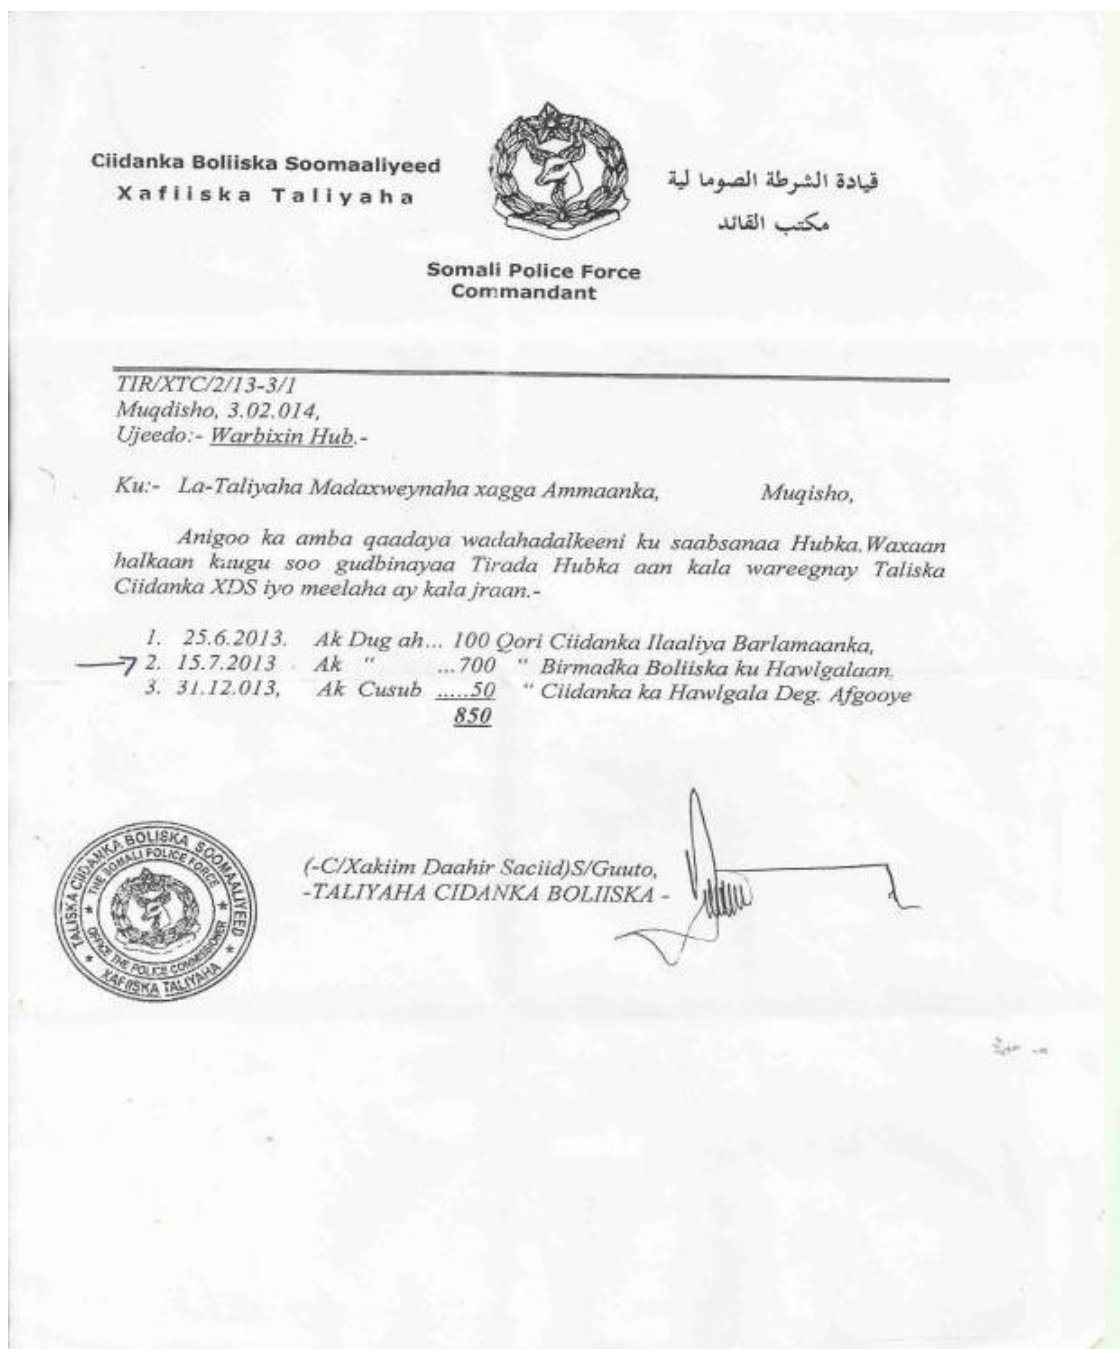 Ciidanka Boliiska Soomaaliyeed
Xafiiska Taliyaha
قيادة الشرطة الصوما لية
مكتب القائد
Somali Police Force
Commandant
TIR/XTC/2/13-3/1
Muqdisho, 3.02.014,
Ujeedo:- Warbixin Hub.-
Ku:- La-Taliyaha Madaxweynaha xagga Ammaanka, Muqisho,
Anigoo ka amba qaadaya wadahadalkeeni ku saabsanaa Hubka.Waxaan
halkaan kuugu soo gudbinayaa Tirada Hubka aan kala wareegnay Taliska
Ciidanka XDS iyo meelaha ay kala jraan.-
1. 25.6.2013. Ak Dug ah... 100 Qori Ciidanka Ilaaliya Barlamaanka,
2. 15.7.2013 Ak " ...700 " Birmadka Boliiska ku Hawlgalaan.
3. 31.12.013, Ak Cusub .....50 " Ciidanka ka Hawlgala Deg. Afgooye
850
(-C/Xakiim Daahir Saciid)S/Guuto,
-TALIYAHA CIDANKA BOLIISKA -
TALISKA CIIDANKA BOLISKA SOOMAALIYEED
THE SOMALI POLICE FORCE
OFFICE THE POLICE COMMISSIONER
XAFIISKA TALIYAHA